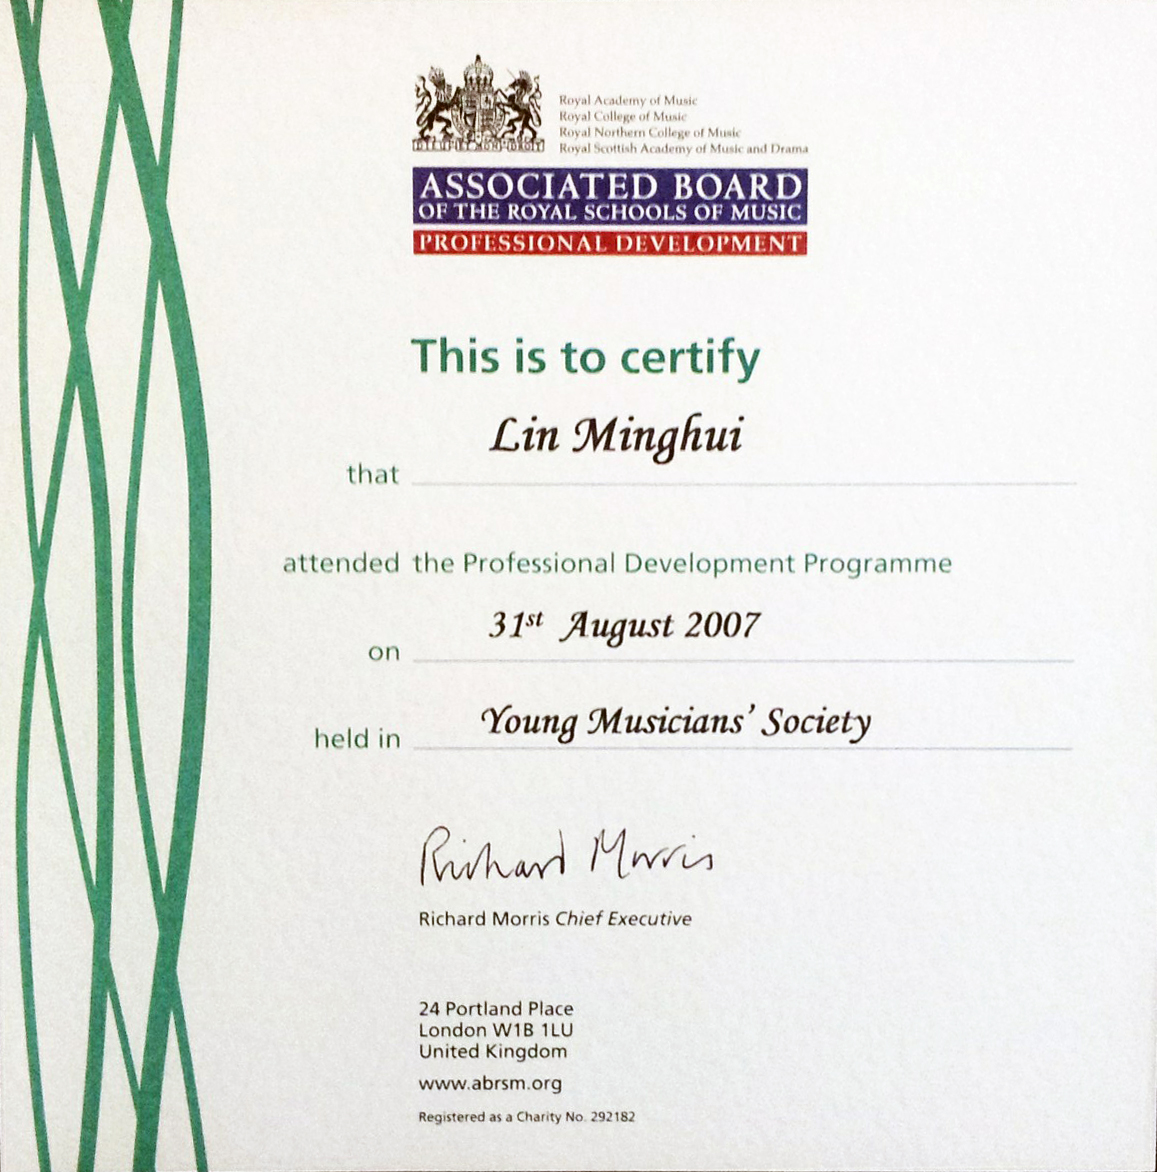 Royal Academy of Music
Royal College of Music
Royal Northern College of Music
Royal Scottish Academy of Music and Drama
ASSOCIATED BOARD
OF THE ROYAL SCHOOLS OF MUSIC
PROFESSIONAL DEVELOPMENT
This is to certify
Lin Minghui
that
attended the Professional Development Programme
31st August 2007
on
Young Musicians' Society
held in
Richard Morris
Richard Morris Chief Executive
24 Portland Place
London W1B 1LU
United Kingdom
www.abrsm.org
Registered as a Charity No. 292182